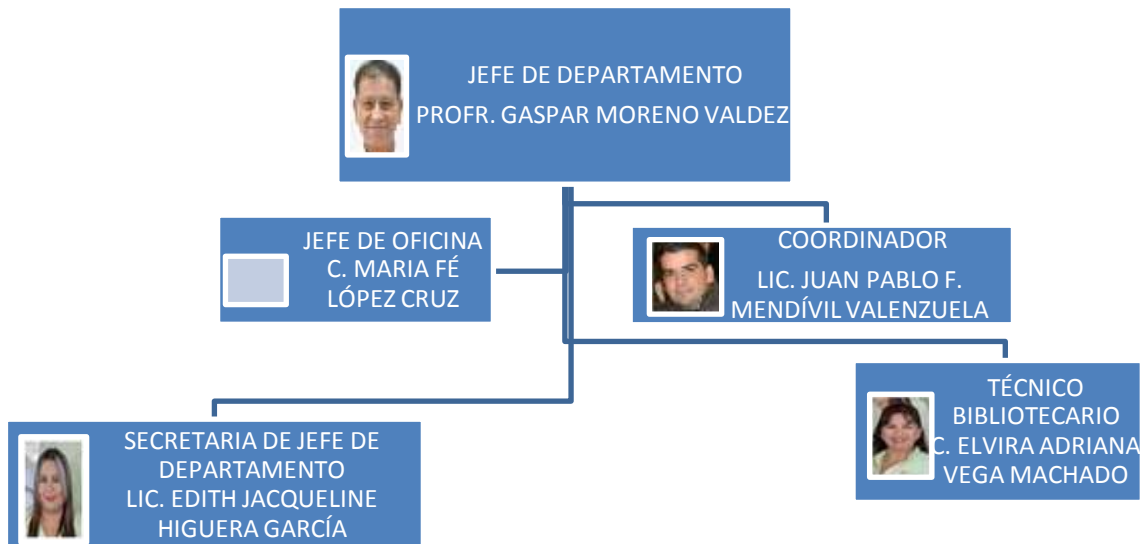 JEFE DE DEPARTAMENTO
PROFR. GASPAR MORENO VALDEZ
JEFE DE OFICINA
C. MARIA FÉ
LÓPEZ CRUZ
COORDINADOR
LIC. JUAN PABLO F.
MENDÍVIL VALENZUELA
TÉCNICO
BIBLIOTECARIO
C. ELVIRA ADRIANA
VEGA MACHADO
SECRETARIA DE JEFE DE
DEPARTAMENTO
LIC. EDITH JACQUELINE
HIGUERA GARCÍA